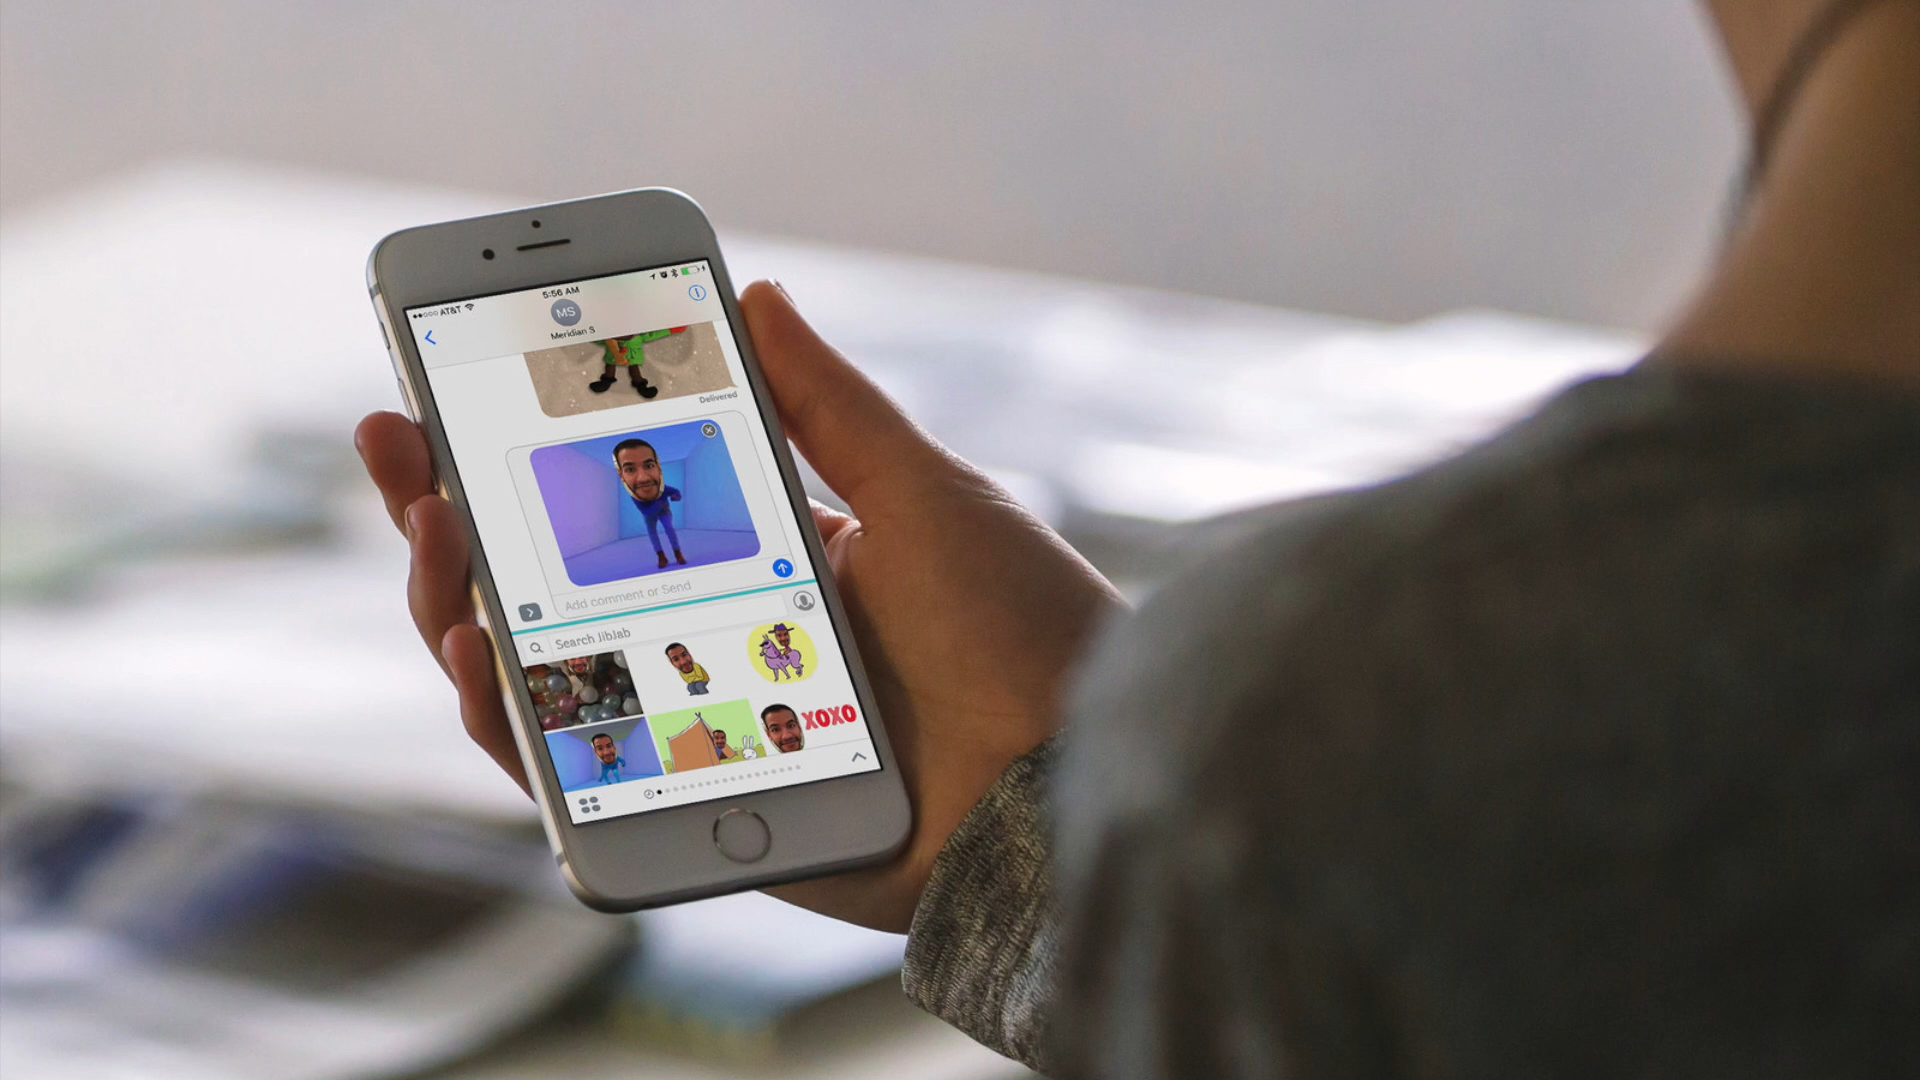 ●●○○○ AT&T
5:56 AM
MS
Meridian S
Delivered
Add comment or Send
Search JibJab
XOXO